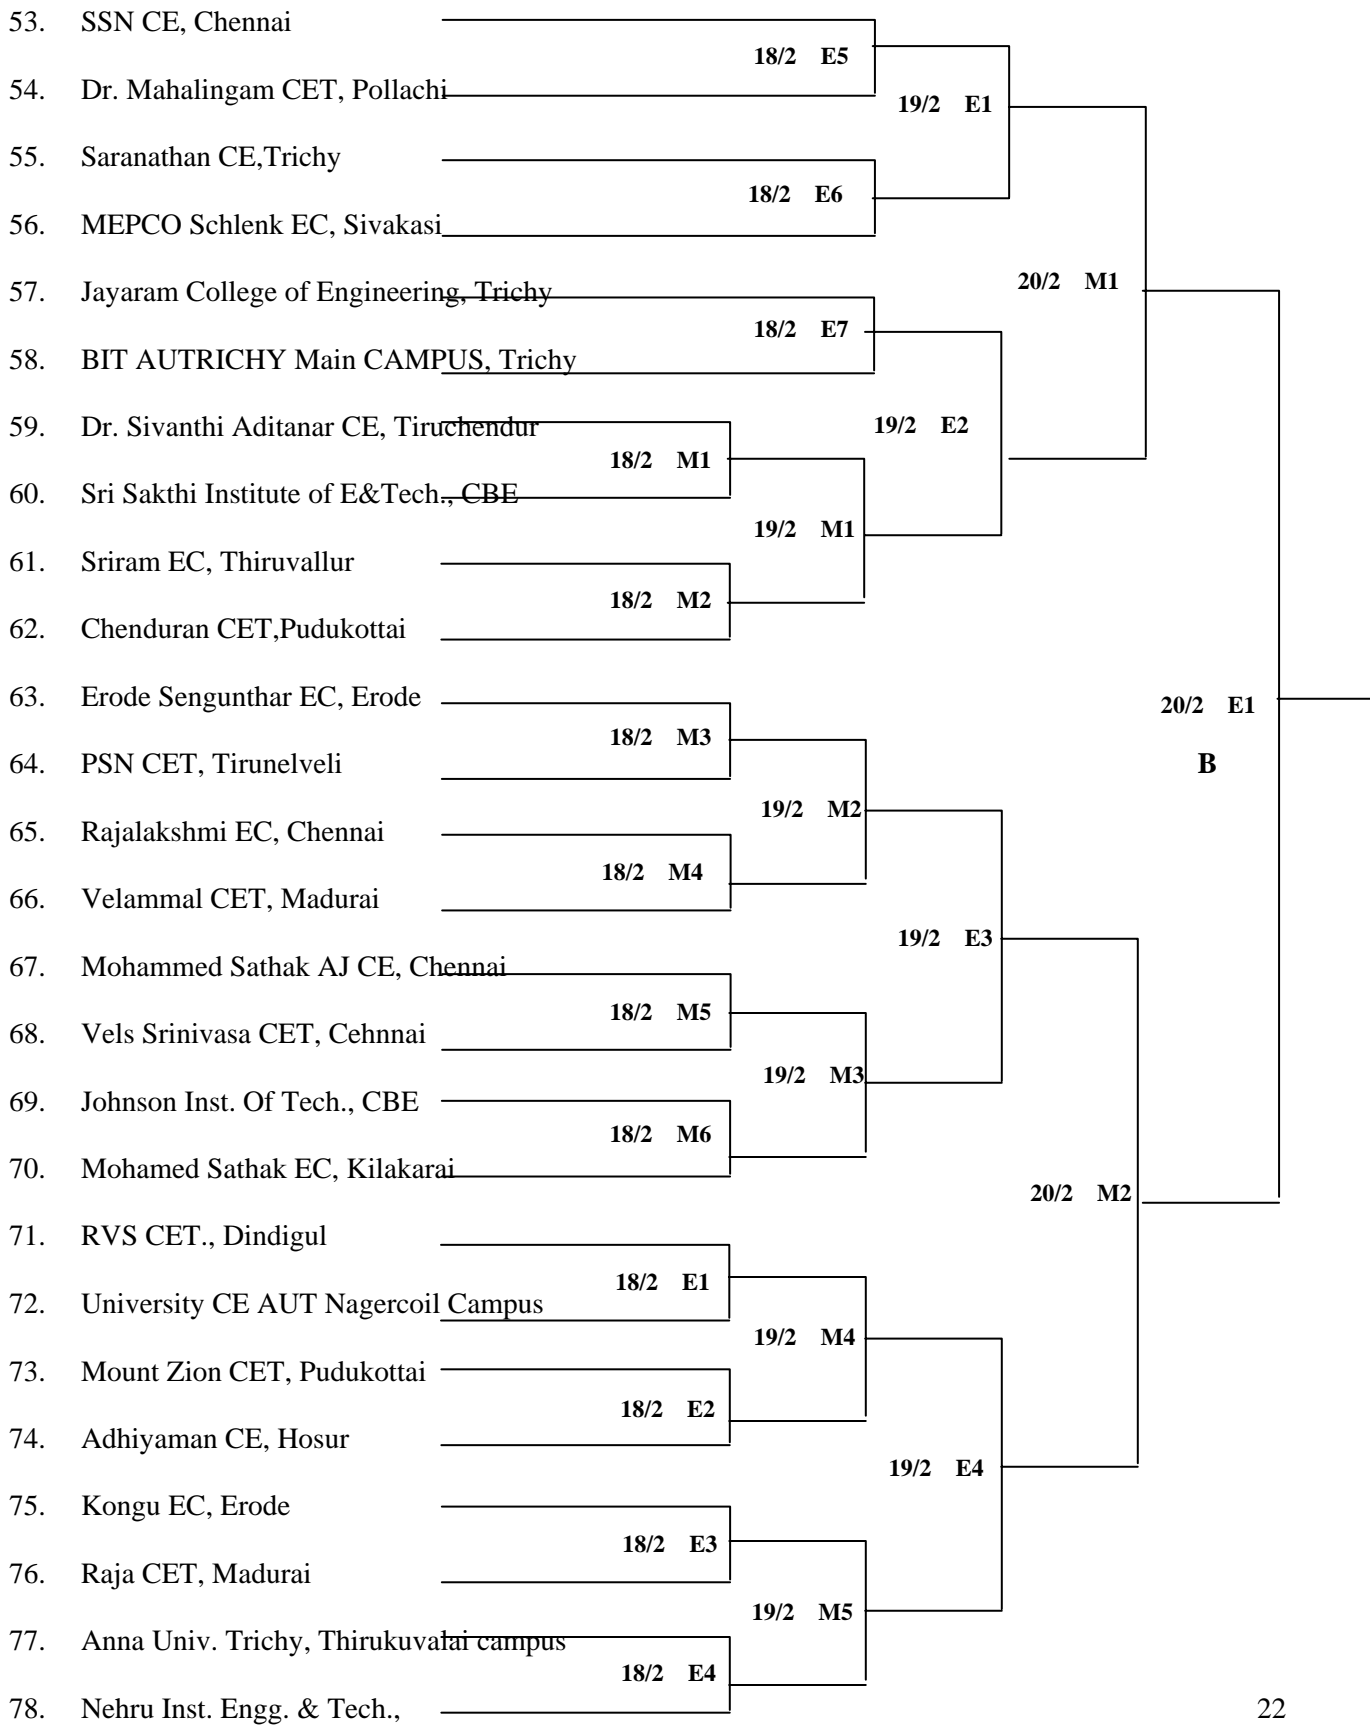 53. SSN CE, Chennai
18/2 E5
54. Dr. Mahalingam CET, Pollachi
19/2 E1
55. Saranathan CE,Trichy
18/2 E6
56. MEPCO Schlenk EC, Sivakasi
20/2 M1
57. Jayaram College of Engineering, Trichy
18/2 E7
58. BIT AUTRICHY Main CAMPUS, Trichy
59. Dr. Sivanthi Aditanar CE, Tiruchendur
19/2 E2
18/2 M1
60. Sri Sakthi Institute of E&Tech., CBE
19/2 M1
61. Sriram EC, Thiruvallur
18/2 M2
62. Chenduran CET,Pudukottai
63. Erode Sengunthar EC, Erode
20/2 E1
18/2 M3
64. PSN CET, Tirunelveli
B
19/2 M2
65. Rajalakshmi EC, Chennai
18/2 M4
66. Velammal CET, Madurai
19/2 E3
67. Mohammed Sathak AJ CE, Chennai
18/2 M5
68. Vels Srinivasa CET, Cehnnai
19/2 M3
69. Johnson Inst. Of Tech., CBE
18/2 M6
70. Mohamed Sathak EC, Kilakarai
20/2 M2
71. RVS CET., Dindigul
18/2 E1
72. University CE AUT Nagercoil Campus
19/2 M4
73. Mount Zion CET, Pudukottai
18/2 E2
74. Adhiyaman CE, Hosur
19/2 E4
75. Kongu EC, Erode
18/2 E3
76. Raja CET, Madurai
19/2 M5
77. Anna Univ. Trichy, Thirukuvalai campus
18/2 E4
78. Nehru Inst. Engg. & Tech.,
22